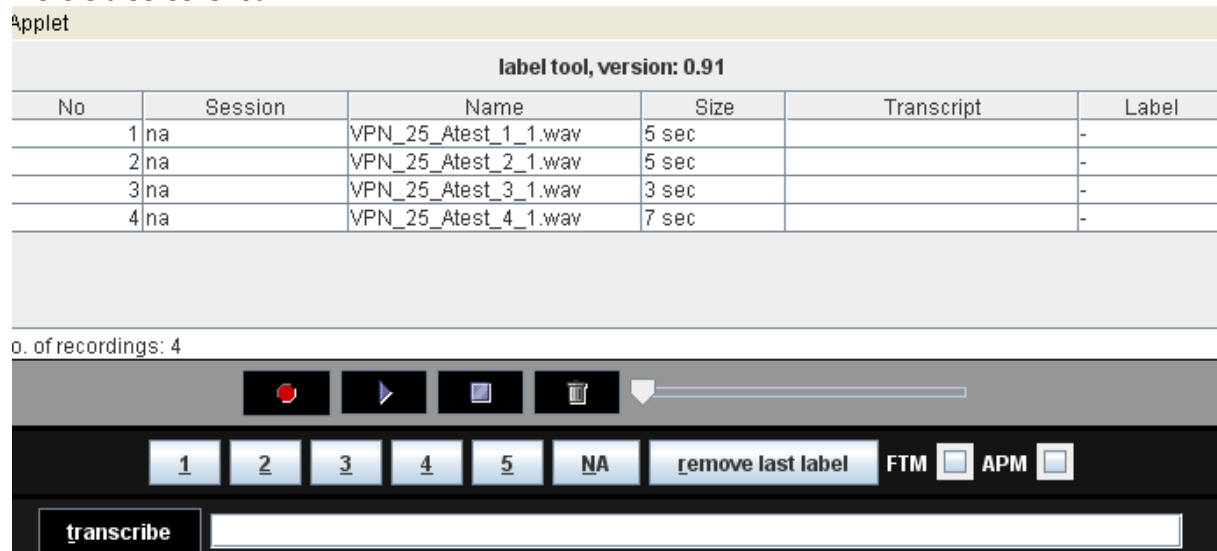 Applet
label tool, version: 0.91
No Session Name Size Transcript Label
1 na VPN_25_Atest_1_1.wav 5 sec -
2 na VPN_25_Atest_2_1.wav 5 sec -
3 na VPN_25_Atest_3_1.wav 3 sec -
4 na VPN_25_Atest_4_1.wav 7 sec -
o. of recordings: 4
1 2 3 4 5 NA remove last label FTM APM
transcribe